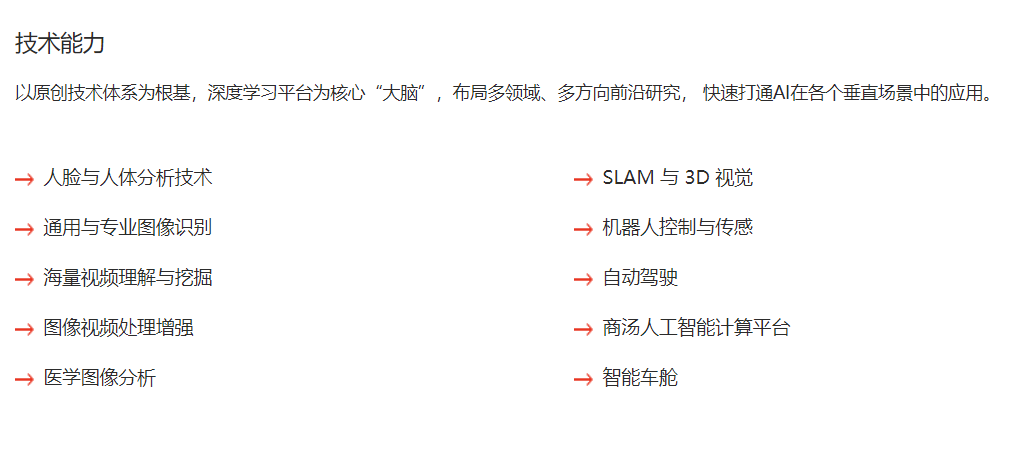 技术能力
以原创技术体系为根基，深度学习平台为核心“大脑”，布局多领域、多方向前沿研究， 快速打通AI在各个垂直场景中的应用。
人脸与人体分析技术
通用与专业图像识别
海量视频理解与挖掘
图像视频处理增强
医学图像分析
SLAM 与 3D 视觉
机器人控制与传感
自动驾驶
商汤人工智能计算平台
智能车舱